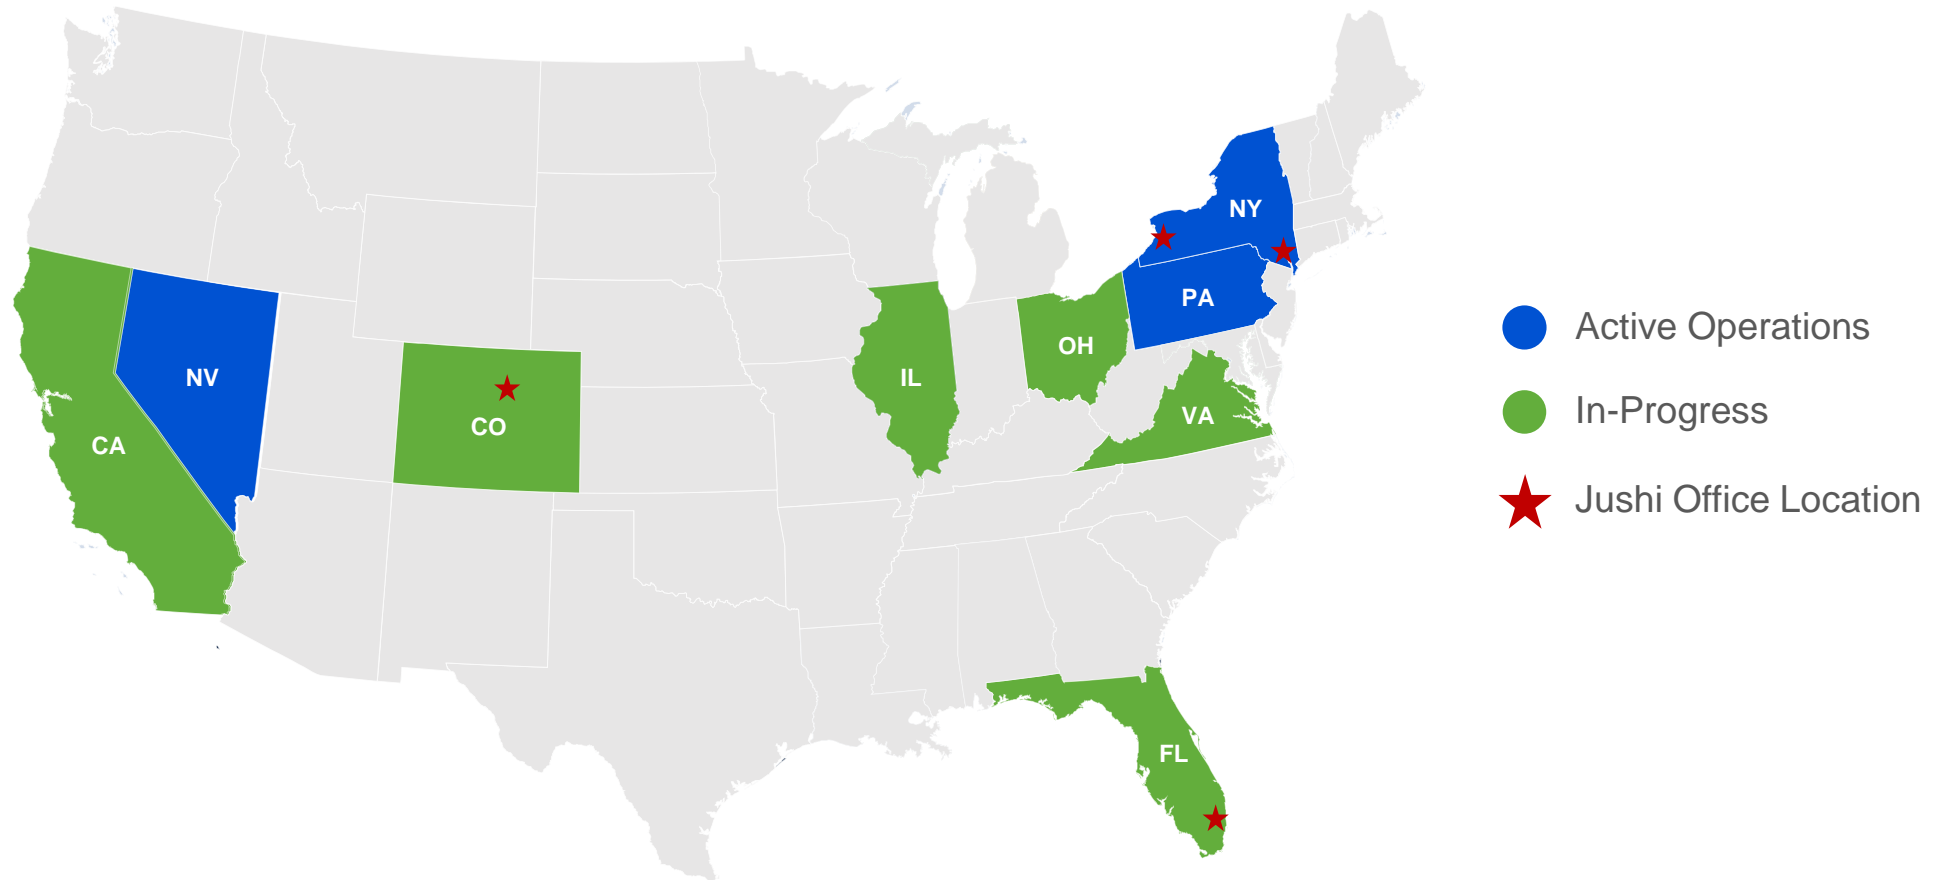 NY
PA
NV
OH
IL
VA
CO
CA
FL
Active Operations
In-Progress
Jushi Office Location